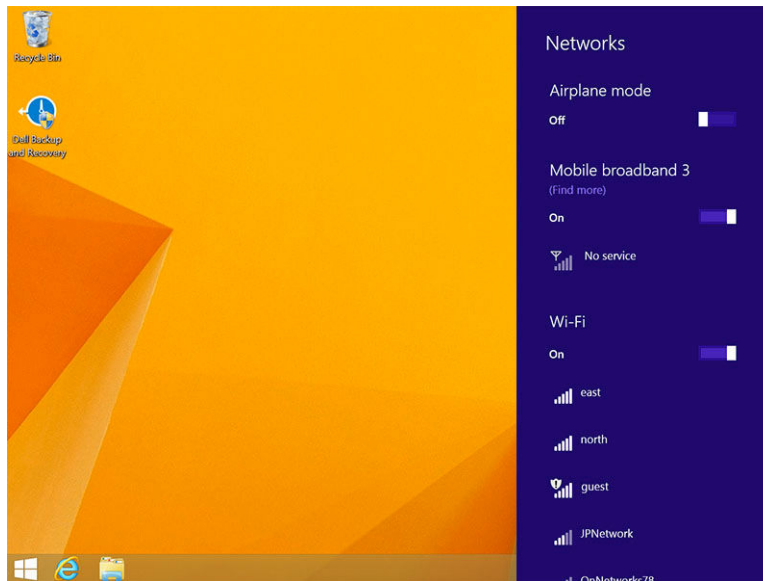 Recycle Bin
Dell Backup
and Recovery
Networks
Airplane mode
Off
Mobile broadband 3
(Find more)
On
No service
Wi-Fi
On
east
north
guest
JPNetwork
OnNetworks78